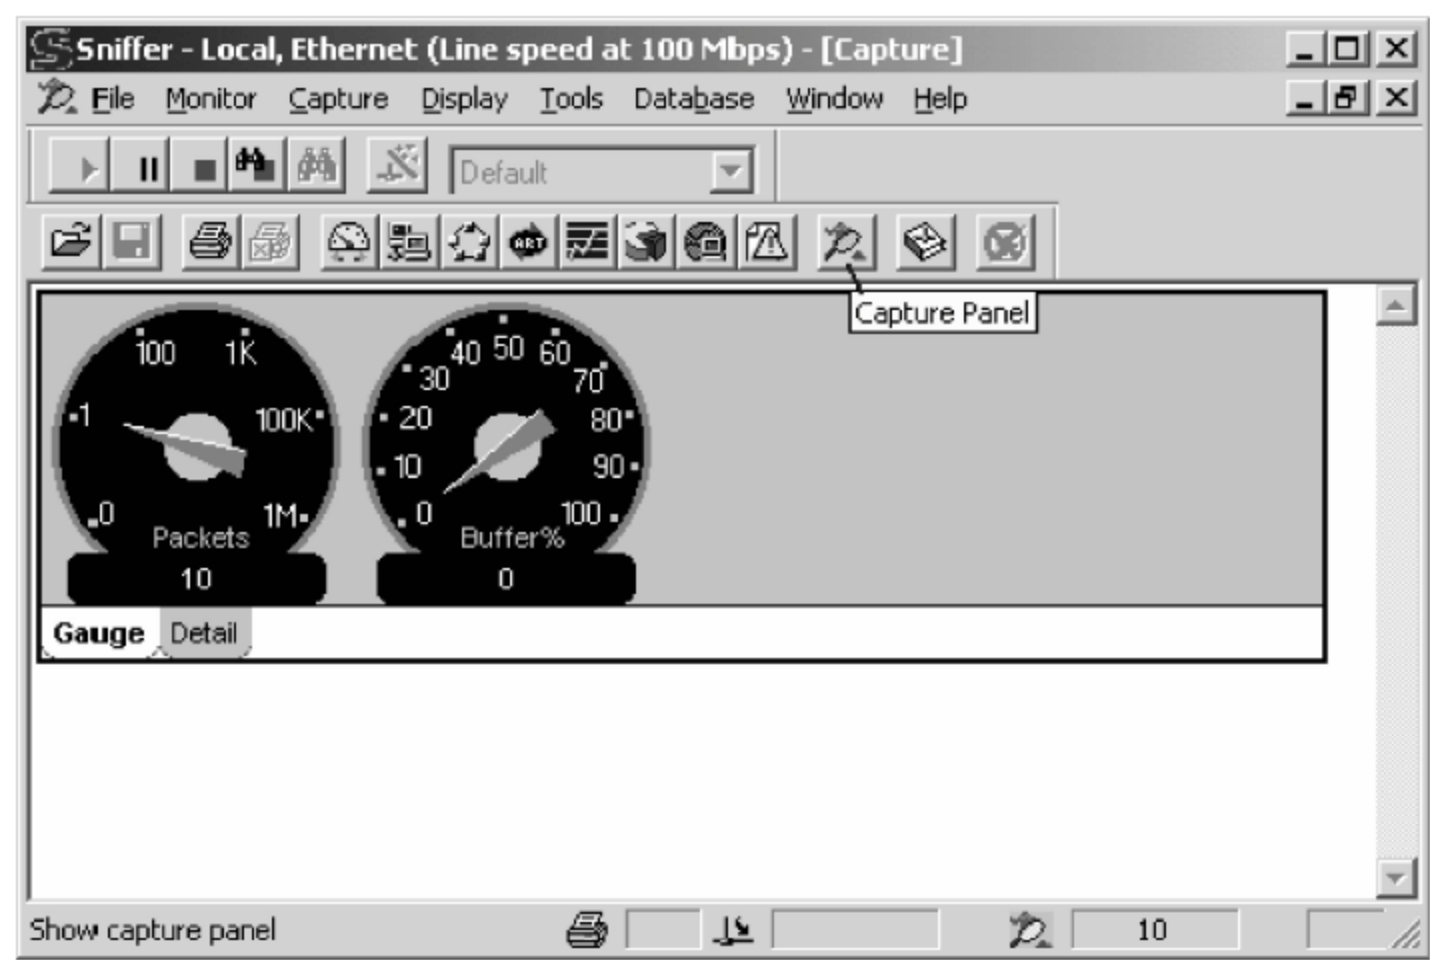 Sniffer - Local, Ethernet (Line speed at 100 Mbps) - [Capture]
File Monitor Capture Display Tools Database Window Help
Default
ART
Capture Panel
100 1K
1 100K
0 1M
Packets
10
40 50 60
30 70
20 80
10 90
0 100
Buffer%
0
Gauge Detail
Show capture panel 10